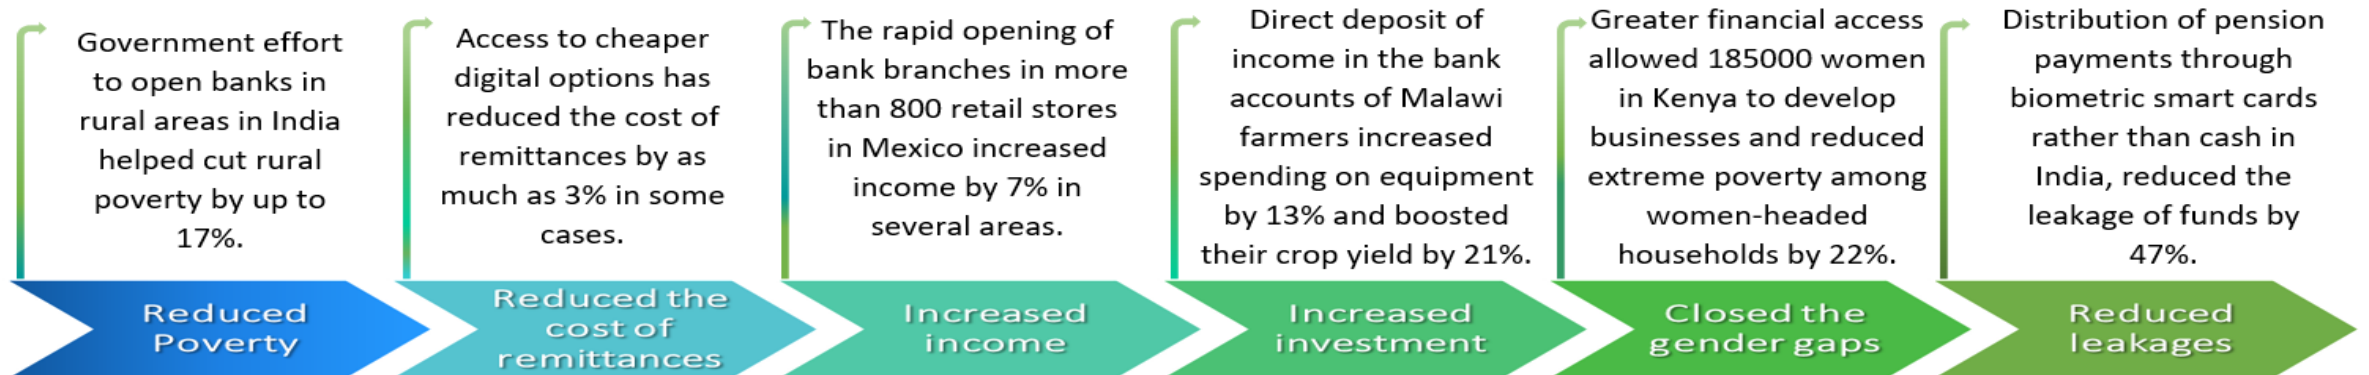 Government effort
to open banks in
rural areas in India
helped cut rural
poverty by up to
17%.
Reduced
Poverty
Access to cheaper
digital options has
reduced the cost of
remittances by as
much as 3% in some
cases.
Reduced the
cost of
remittances
The rapid opening of
bank branches in more
than 800 retail stores
in Mexico increased
income by 7% in
several areas.
Increased
income
Direct deposit of
income in the bank
accounts of Malawi
farmers increased
spending on equipment
by 13% and boosted
their crop yield by 21%.
Increased
investment
Greater financial access
allowed 185000 women
in Kenya to develop
businesses and reduced
extreme poverty among
women-headed
households by 22%.
Closed the
gender gaps
Distribution of pension
payments through
biometric smart cards
rather than cash in
India, reduced the
leakage of funds by
47%.
Reduced
leakages